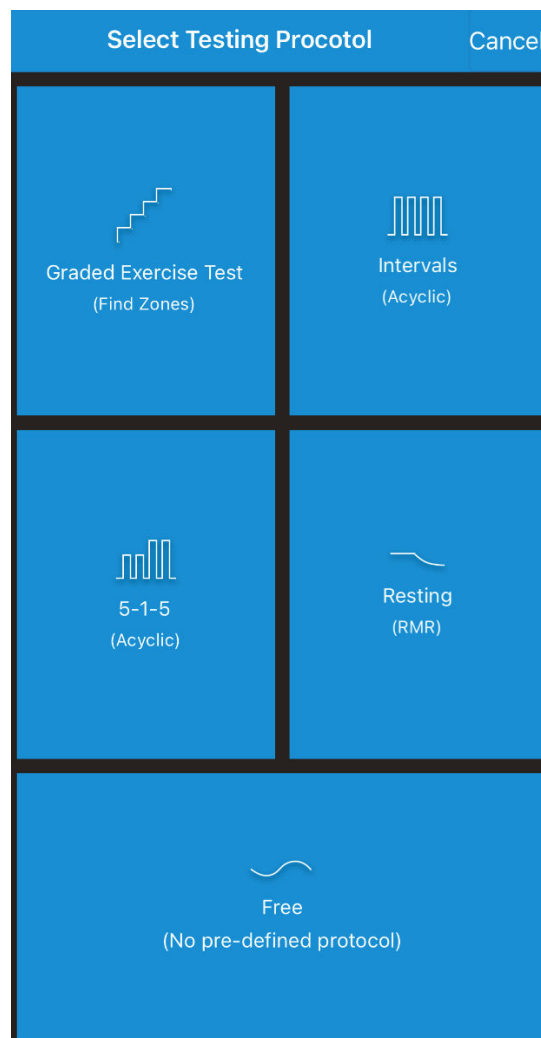 Select Testing Procotol
Cancel
Graded Exercise Test
(Find Zones)
Intervals
(Acyclic)
5-1-5
(Acyclic)
Resting
(RMR)
Free
(No pre-defined protocol)